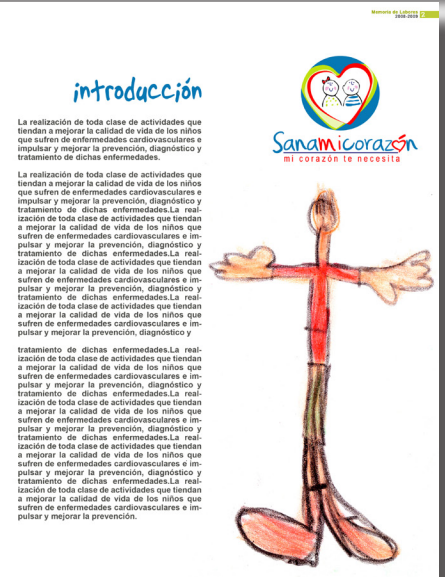 Memoria de Labores
2008-2009
introducción
La realización de toda clase de actividades que
tiendan a mejorar la calidad de vida de los niños
que sufren de enfermedades cardiovasculares e
impulsar y mejorar la prevención, diagnóstico y
tratamiento de dichas enfermedades.
La realización de toda clase de actividades que
tiendan a mejorar la calidad de vida de los niños
que sufren de enfermedades cardiovasculares e
impulsar y mejorar la prevención, diagnóstico y
tratamiento de dichas enfermedades.La real-
ización de toda clase de actividades que tiendan
a mejorar la calidad de vida de los niños que
sufren de enfermedades cardiovasculares e im-
pulsar y mejorar la prevención, diagnóstico y
tratamiento de dichas enfermedades.La real-
ización de toda clase de actividades que tiendan
a mejorar la calidad de vida de los niños que
sufren de enfermedades cardiovasculares e im-
pulsar y mejorar la prevención, diagnóstico y
tratamiento de dichas enfermedades.La real-
ización de toda clase de actividades que tiendan
a mejorar la calidad de vida de los niños que
sufren de enfermedades cardiovasculares e im-
pulsar y mejorar la prevención, diagnóstico y
tratamiento de dichas enfermedades.La real-
ización de toda clase de actividades que tiendan
a mejorar la calidad de vida de los niños que
sufren de enfermedades cardiovasculares e im-
pulsar y mejorar la prevención, diagnóstico y
tratamiento de dichas enfermedades.La real-
ización de toda clase de actividades que tiendan
a mejorar la calidad de vida de los niños que
sufren de enfermedades cardiovasculares e im-
pulsar y mejorar la prevención, diagnóstico y
tratamiento de dichas enfermedades.La real-
ización de toda clase de actividades que tiendan
a mejorar la calidad de vida de los niños que
sufren de enfermedades cardiovasculares e im-
pulsar y mejorar la prevención, diagnóstico y
tratamiento de dichas enfermedades.La real-
ización de toda clase de actividades que tiendan
a mejorar la calidad de vida de los niños que
sufren de enfermedades cardiovasculares e im-
pulsar y mejorar la prevención.
Sanamicorazón
mi corazón te necesita